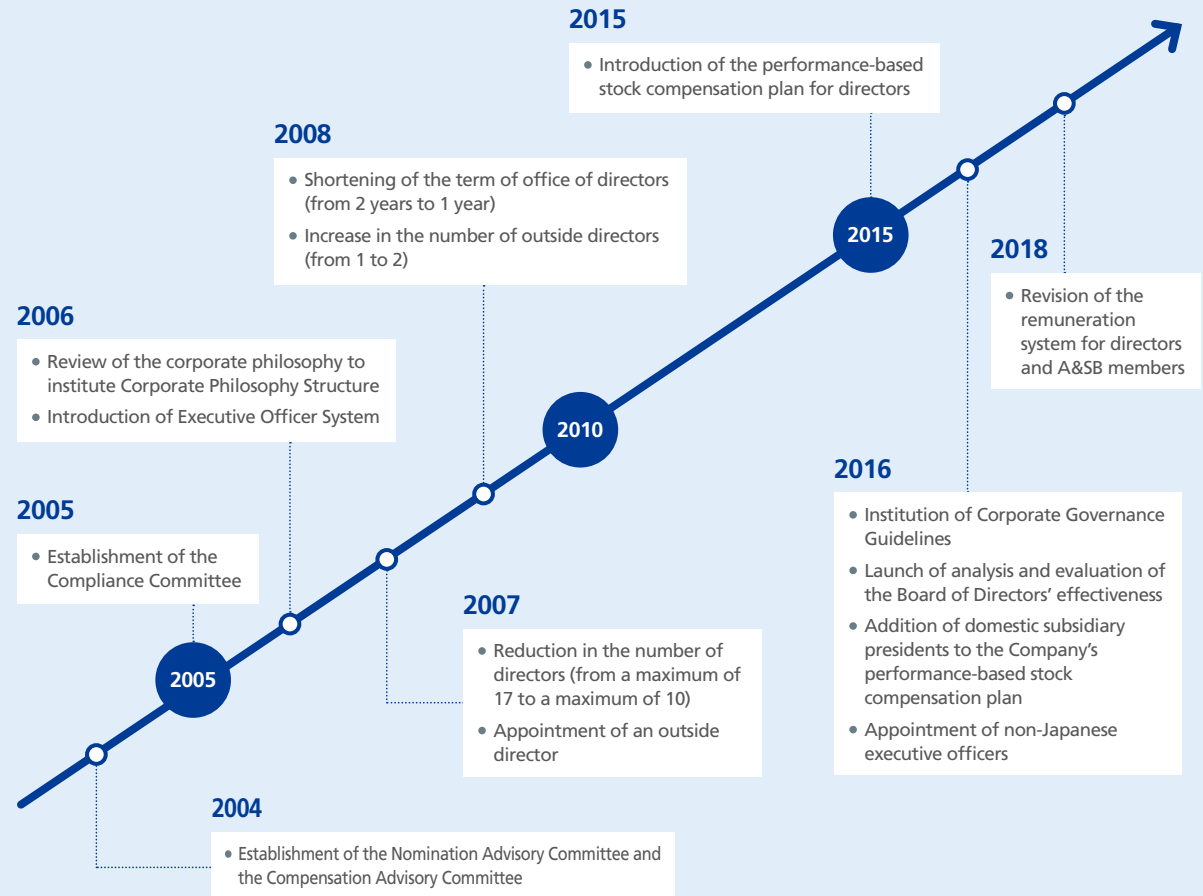 2015
• Introduction of the performance-based
stock compensation plan for directors
2008
• Shortening of the term of office of directors
(from 2 years to 1 year)
• Increase in the number of outside directors
(from 1 to 2)
2015
2018
• Revision of the
remuneration
system for directors
and A&SB members
2006
• Review of the corporate philosophy to
institute Corporate Philosophy Structure
• Introduction of Executive Officer System
2010
2016
• Institution of Corporate Governance
Guidelines
• Launch of analysis and evaluation of
the Board of Directors’ effectiveness
• Addition of domestic subsidiary
presidents to the Company’s
performance-based stock
compensation plan
• Appointment of non-Japanese
executive officers
2005
• Establishment of the
Compliance Committee
2005
2007
• Reduction in the number of
directors (from a maximum of
17 to a maximum of 10)
• Appointment of an outside
director
2004
• Establishment of the Nomination Advisory Committee and
the Compensation Advisory Committee